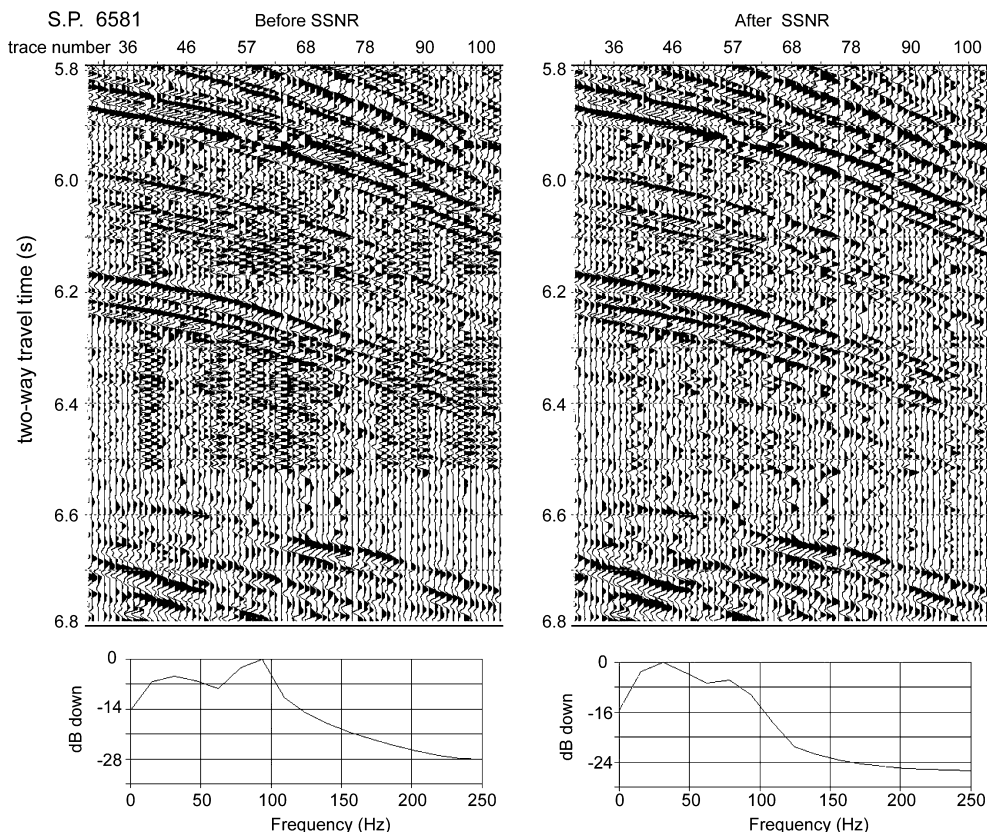 S.P. 6581
Before SSNR
After SSNR
trace number 36 46 57 68 78 90 100
36 46 57 68 78 90 100
two-way travel time (s)
5.8
6.0
6.2
6.4
6.6
6.8
5.8
6.0
6.2
6.4
6.6
6.8
dB down
0
-14
-28
0 50 100 150 200 250
Frequency (Hz)
dB down
0
-16
-24
0 50 100 150 200 250
Frequency (Hz)